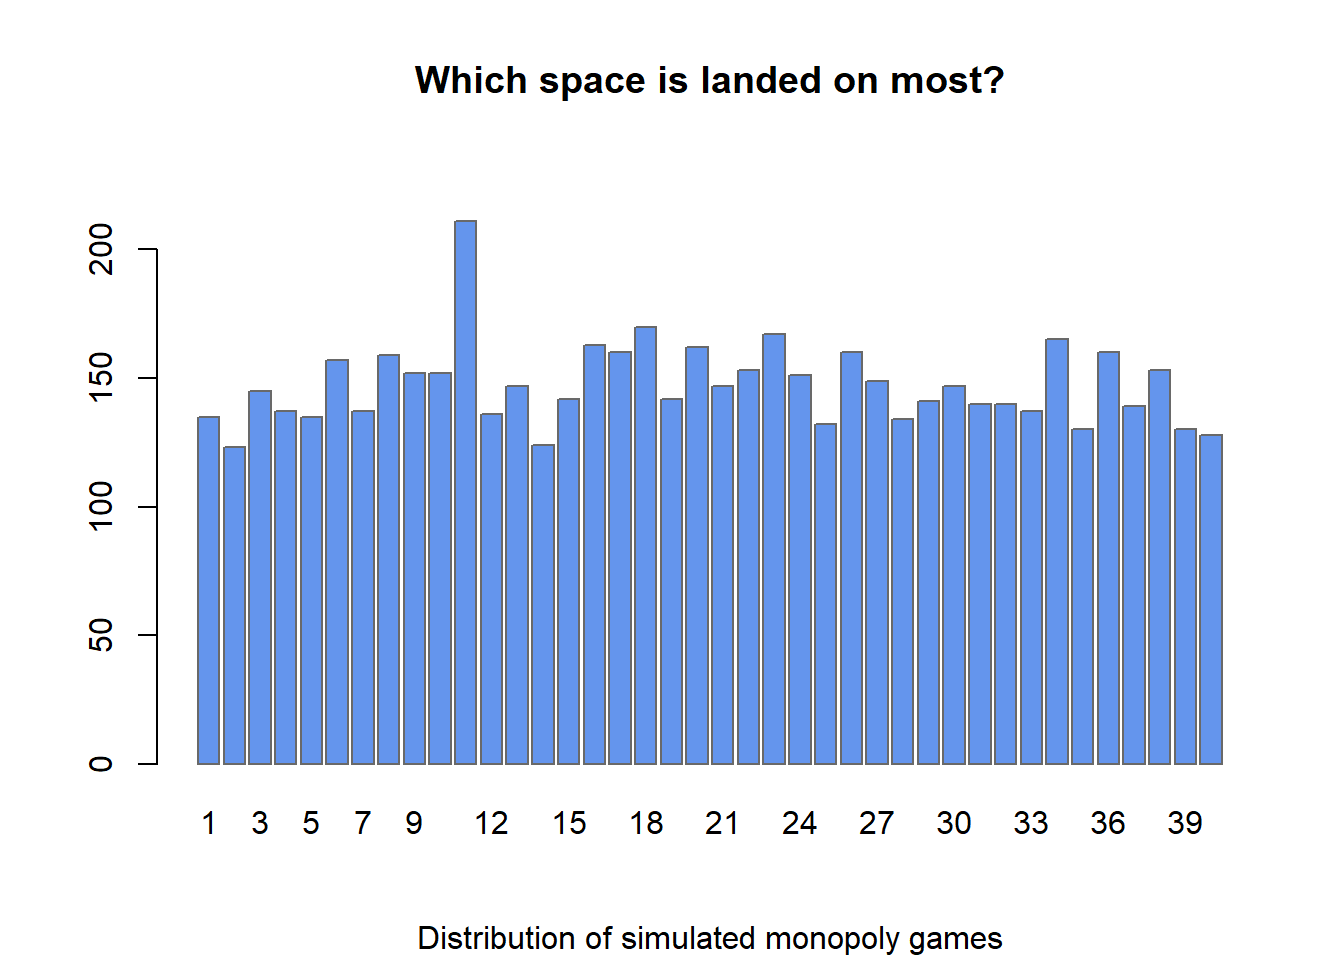 Which space is landed on most?
200
150
100
50
0
1 3 5 7 9 12 15 18 21 24 27 30 33 36 39
Distribution of simulated monopoly games